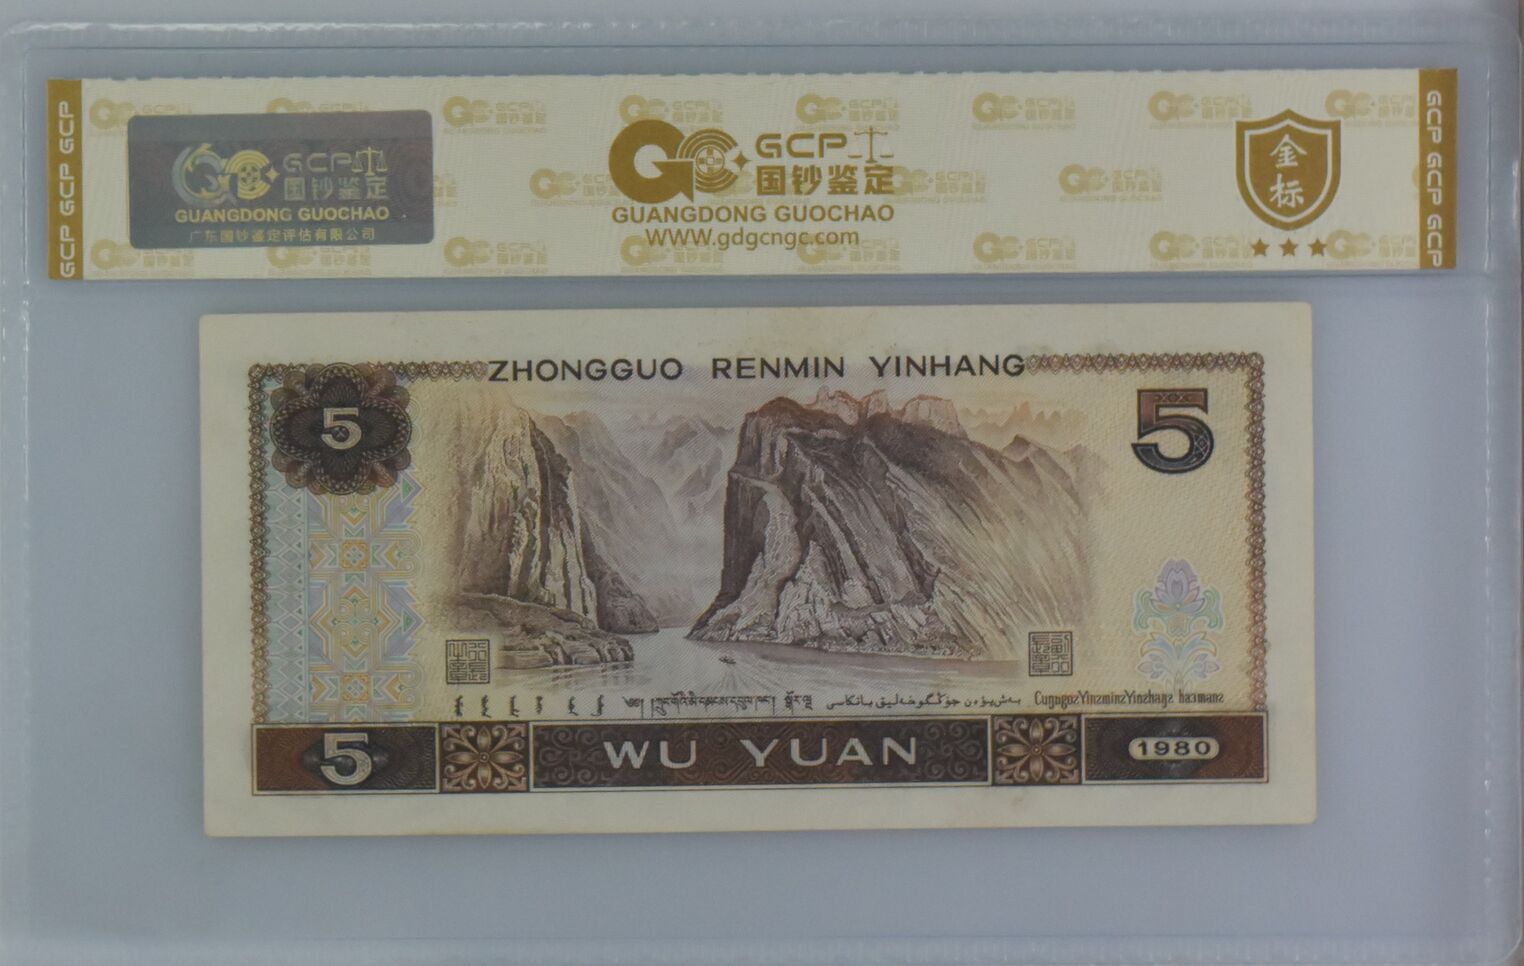 GCP GCP GCP
GCP
国钞鉴定
GUANGDONG GUOCHAO
广东国钞鉴定评估有限公司
GCP
国钞鉴定
GUANGDONG GUOCHAO
WWW.gdgcngc.com
金标
GCP GCP GCP
ZHONGGUO RENMIN YINHANG
5
5
5
WU YUAN
1980